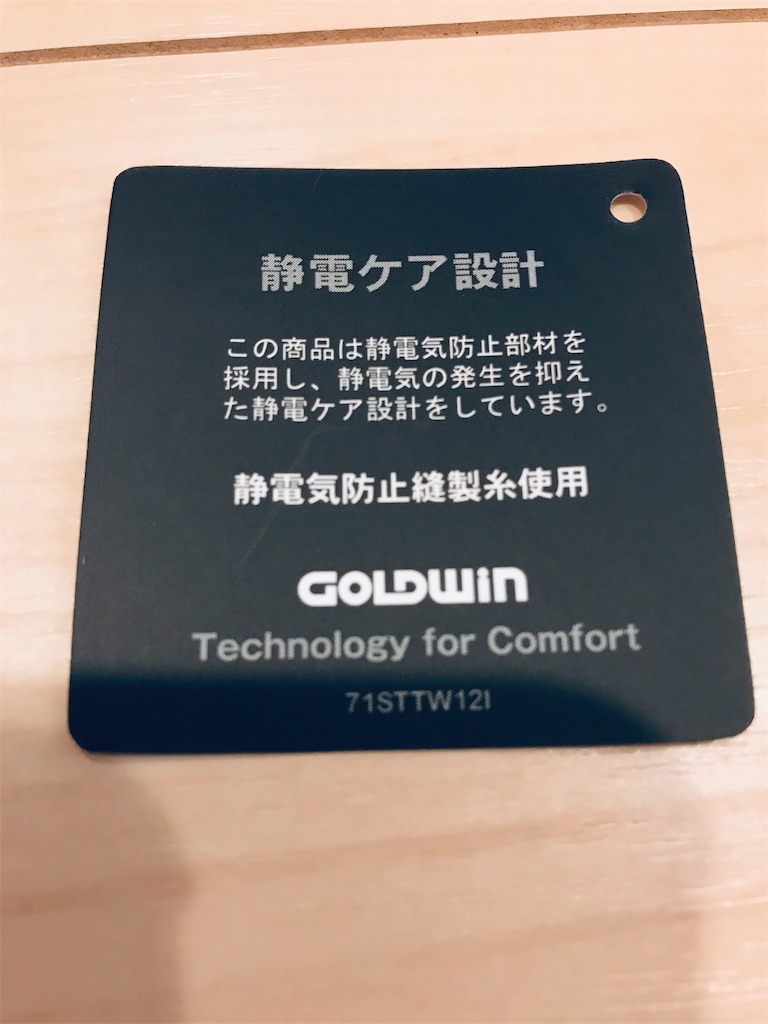 静電ケア設計
この商品は静電気防止部材を
採用し、静電気の発生を抑え
た静電ケア設計をしています。
静電気防止縫製糸使用
GOLDWiN
Technology for Comfort
71STTW12I